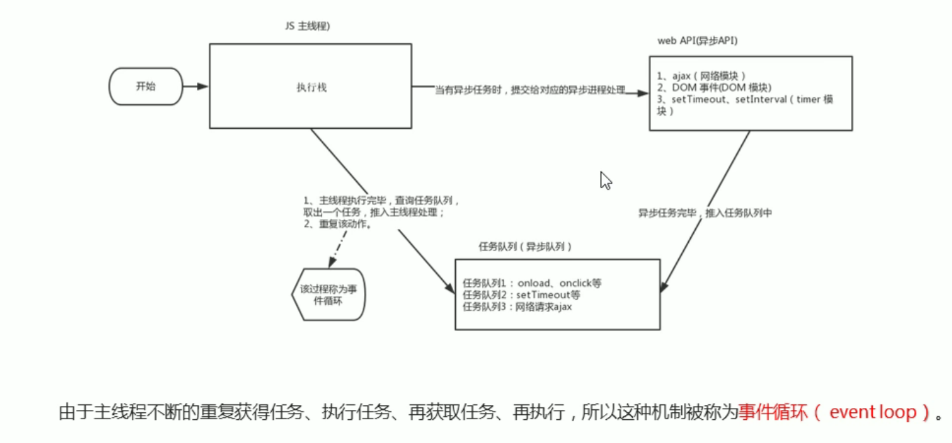 JS 主线程)
开始
执行栈
当有异步任务时，提交给对应的异步进程处理
web API(异步API)
1、ajax（网络模块）
2、DOM 事件(DOM 模块)
3、setTimeout、setInterval（timer 模
块）
1、主线程执行完毕，查询任务队列，
取出一个任务，推入主线程处理；
2、重复该动作。
异步任务完毕，推入任务队列中
该过程称为事
件循环
任务队列（异步队列）
任务队列1：onload、onclick等
任务队列2：setTimeout等
任务队列3：网络请求ajax
由于主线程不断的重复获得任务、执行任务、再获取任务、再执行，所以这种机制被称为事件循环（ event loop）。